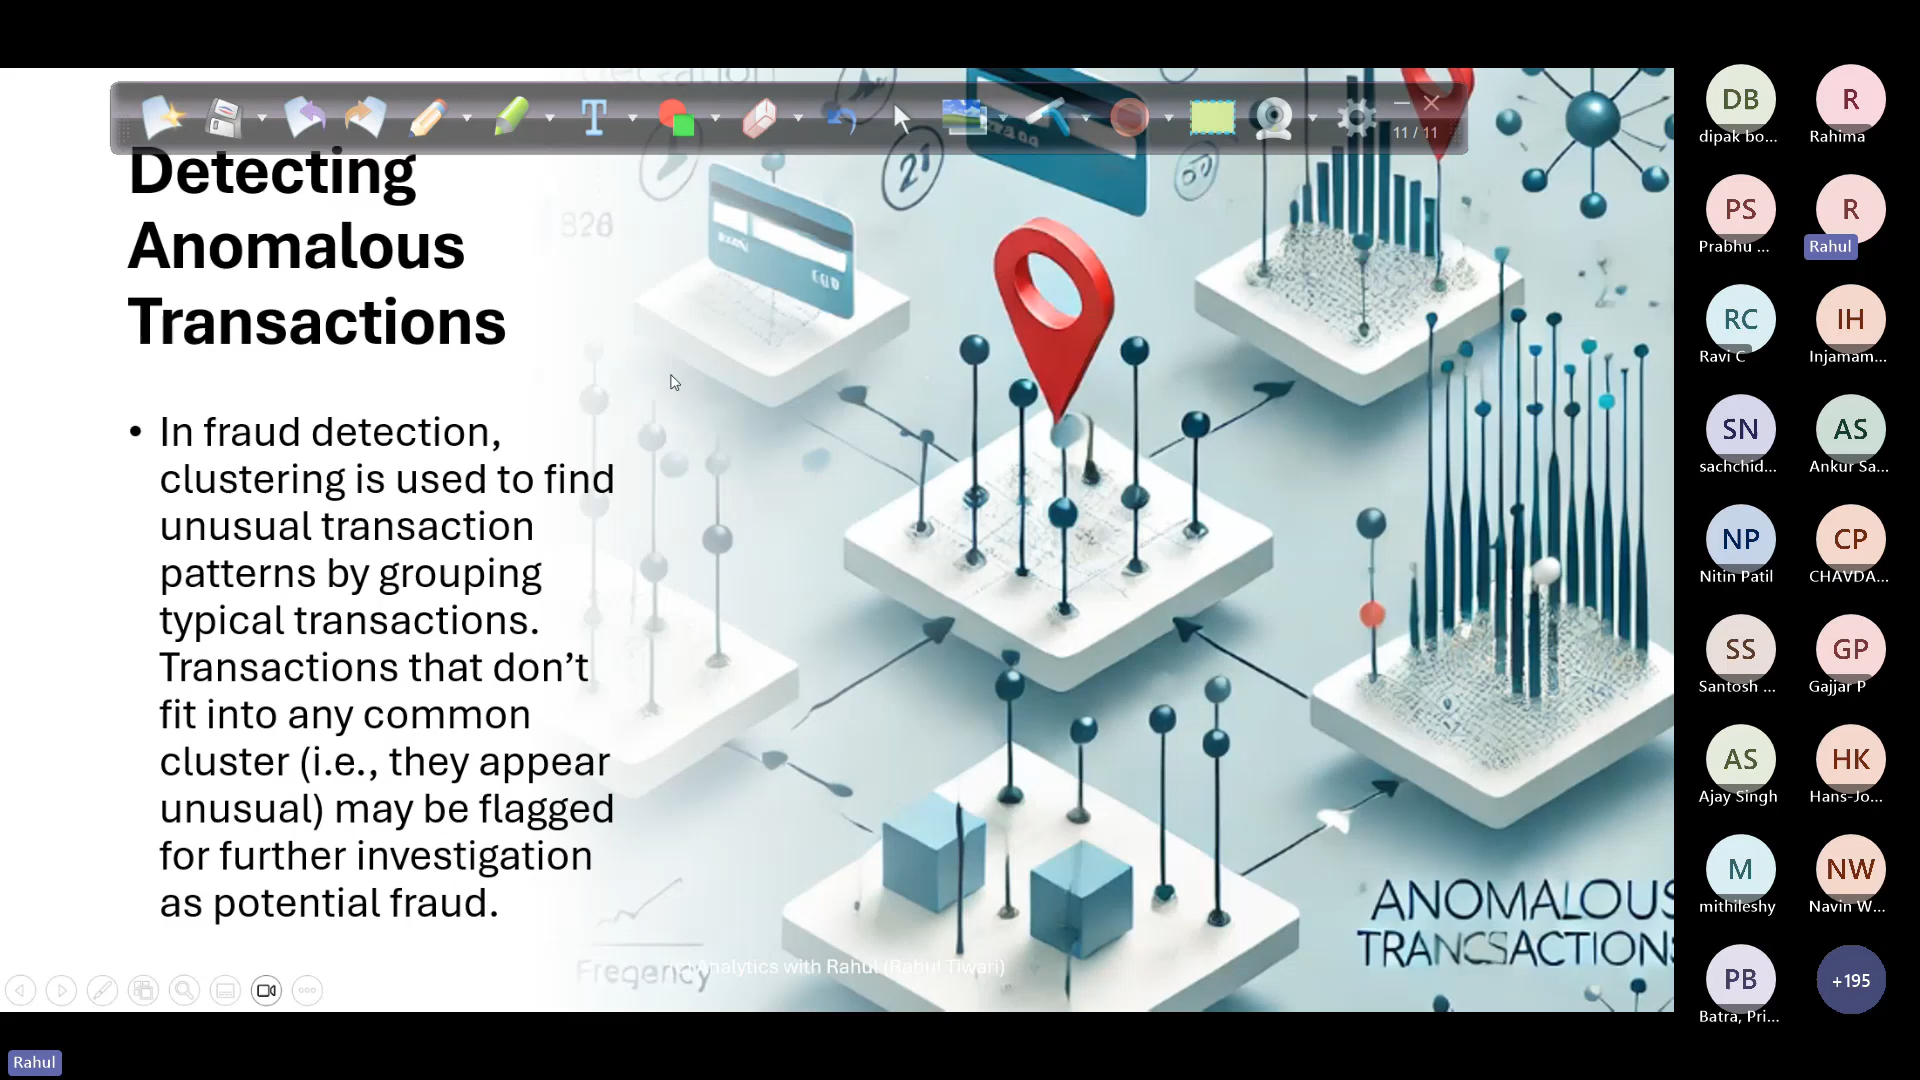 11 / 11
Detecting
Anomalous
Transactions
• In fraud detection,
clustering is used to find
unusual transaction
patterns by grouping
typical transactions.
Transactions that don’t
fit into any common
cluster (i.e., they appear
unusual) may be flagged
for further investigation
as potential fraud.
826
21
ANOMALOUS
TRANCSACTION
Freqency
Analytics with Rahul (Rahul Tiwari)
DB
dipak bo...
R
Rahima
PS
Prabhu ...
R
Rahul
RC
Ravi C
IH
Injamam...
SN
sachchid...
AS
Ankur Sa...
NP
Nitin Patil
CP
CHAVDA...
SS
Santosh ...
GP
Gajjar P
AS
Ajay Singh
HK
Hans-Jo...
M
mithileshy
NW
Navin W...
PB
Batra, Pri...
+195
Rahul